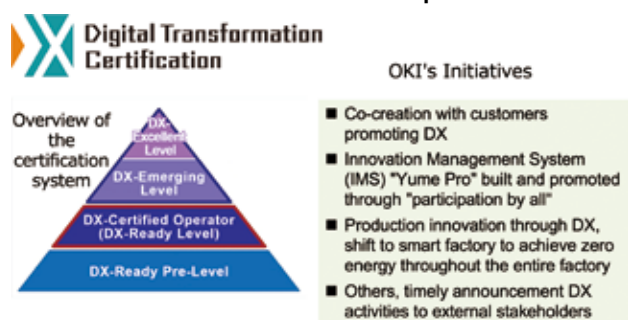 Digital Transformation
Certification
OKI's Initiatives
Overview of
the
certification
system
DX-
Excellent
Level
DX-Emerging
Level
DX-Certified Operator
(DX-Ready Level)
DX-Ready Pre-Level
■ Co-creation with customers
promoting DX
■ Innovation Management System
(IMS) "Yume Pro" built and promoted
through "participation by all"
■ Production innovation through DX,
shift to smart factory to achieve zero
energy throughout the entire factory
■ Others, timely announcement DX
activities to external stakeholders